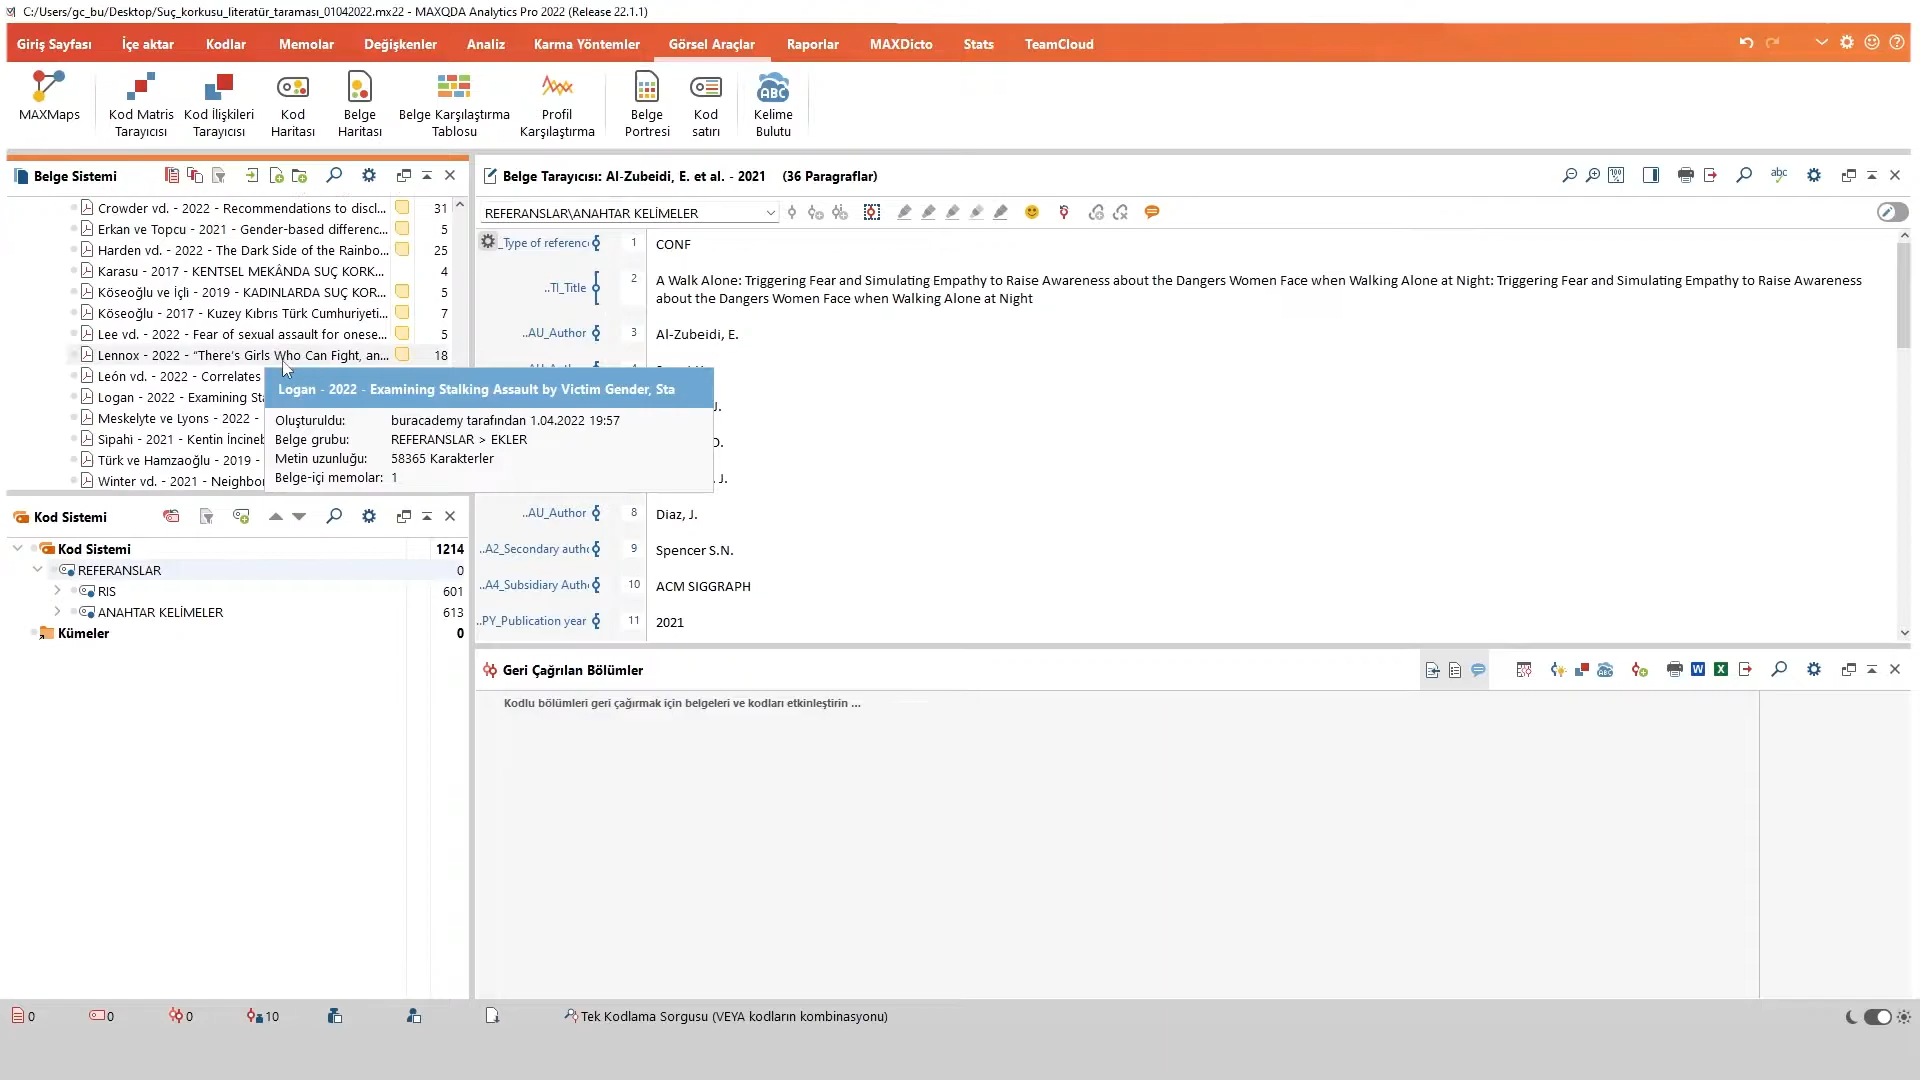 C:/Users/gc_bu/Desktop/Suç_korkusu_literatür_taraması_01042022.mx22 - MAXQDA Analytics Pro 2022 (Release 22.1.1)
Giriş Sayfası İçe aktar Kodlar Memolar Değişkenler Analiz Karma Yöntemler Görsel Araçlar Raporlar MAXDicto Stats TeamCloud
MAXMaps
Kod Matris Tarayıcısı
Kod İlişkileri Tarayıcısı
Kod Haritası
Belge Haritası
Belge Karşılaştırma Tablosu
Profil Karşılaştırma
Belge Portresi
Kod satırı
ABC
Kelime Bulutu
Belge Sistemi
Crowder vd. - 2022 - Recommendations to discl... 31
Erkan ve Topcu - 2021 - Gender-based differenc... 5
Harden vd. - 2022 - The Dark Side of the Rainbo... 25
Karasu - 2017 - KENTSEL MEKÂNDA SUÇ KORK... 4
Köseoğlu ve İçli - 2019 - KADINLARDA SUÇ KOR... 5
Köseoğlu - 2017 - Kuzey Kıbrıs Türk Cumhuriyeti... 7
Lee vd. - 2022 - Fear of sexual assault for onese... 5
Lennox - 2022 - “There's Girls Who Can Fight, an... 18
León vd. - 2022 - Correlates
Logan - 2022 - Examining Sta
Meskelyte ve Lyons - 2022 -
Sipahi - 2021 - Kentin İncineb
Türk ve Hamzaoğlu - 2019 -
Winter vd. - 2021 - Neighbor
Logan - 2022 - Examining Stalking Assault by Victim Gender, Sta
Oluşturuldu: buracademy tarafından 1.04.2022 19:57
Belge grubu: REFERANSLAR > EKLER
Metin uzunluğu: 58365 Karakterler
Belge-içi memolar: 1
Kod Sistemi
Kod Sistemi 1214
REFERANSLAR 0
RIS 601
ANAHTAR KELİMELER 613
Kümeler 0
Belge Tarayıcısı: Al-Zubeidi, E. et al. - 2021 (36 Paragraflar)
100 %
abc
REFERANSLAR\ANAHTAR KELİMELER
_Type of referenc 1 CONF
..TI_Title 2 A Walk Alone: Triggering Fear and Simulating Empathy to Raise Awareness about the Dangers Women Face when Walking Alone at Night: Triggering Fear and Simulating Empathy to Raise Awareness
about the Dangers Women Face when Walking Alone at Night
..AU_Author 3 Al-Zubeidi, E.
J.
J.
..AU_Author 8 Diaz, J.
..A2_Secondary autho 9 Spencer S.N.
..A4_Subsidiary Autho 10 ACM SIGGRAPH
..PY_Publication year 11 2021
Geri Çağrılan Bölümler
Kodlu bölümleri geri çağırmak için belgeleri ve kodları etkinleştirin ...
0 0 0 10 Tek Kodlama Sorgusu (VEYA kodların kombinasyonu)